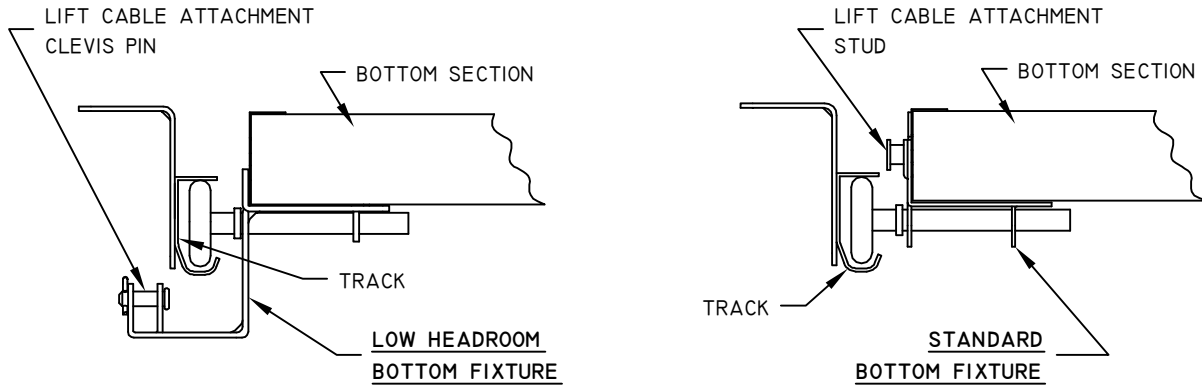 LIFT CABLE ATTACHMENT
CLEVIS PIN
BOTTOM SECTION
TRACK
LOW HEADROOM
BOTTOM FIXTURE
LIFT CABLE ATTACHMENT
STUD
BOTTOM SECTION
TRACK
STANDARD
BOTTOM FIXTURE